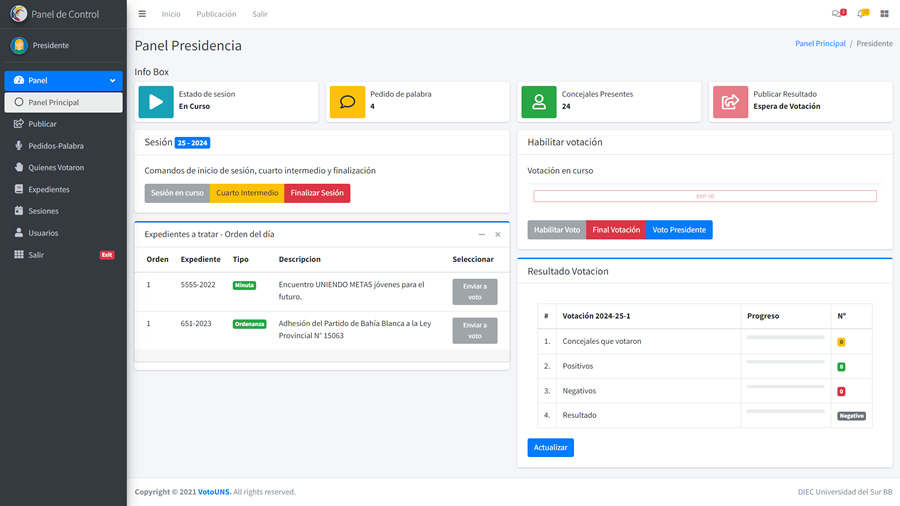 Panel de Control
Presidente
Panel
Panel Principal
Publicar
Pedidos-Palabra
Quienes Votaron
Expedientes
Sesiones
Usuarios
Salir Exit
Inicio Publicación Salir
Panel Presidencia
Panel Principal / Presidente
Info Box
Estado de sesion
En Curso
Pedido de palabra
4
Concejales Presentes
24
Publicar Resultado
Espera de Votación
Sesión 25 - 2024
Comandos de inicio de sesión, cuarto intermedio y finalización
Sesión en curso Cuarto Intermedio Finalizar Sesión
Expedientes a tratar - Orden del día
Orden Expediente Tipo Descripcion Seleccionar
1 5555-2022 Minuta Encuentro UNIENDO METAS jóvenes para el
futuro.
Enviar a
voto
1 651-2023 Ordenanza Adhesión del Partido de Bahía Blanca a la Ley
Provincial N° 15063
Enviar a
voto
Habilitar votación
Votación en curso
Habilitar Voto Final Votación Voto Presidente
Resultado Votacion
# Votación 2024-25-1 Progreso N°
1. Concejales que votaron 0
2. Positivos 0
3. Negativos 0
4. Resultado Negativo
Actualizar
Copyright © 2021 VotoUNS. All rights reserved.
DIEC Universidad del Sur BB